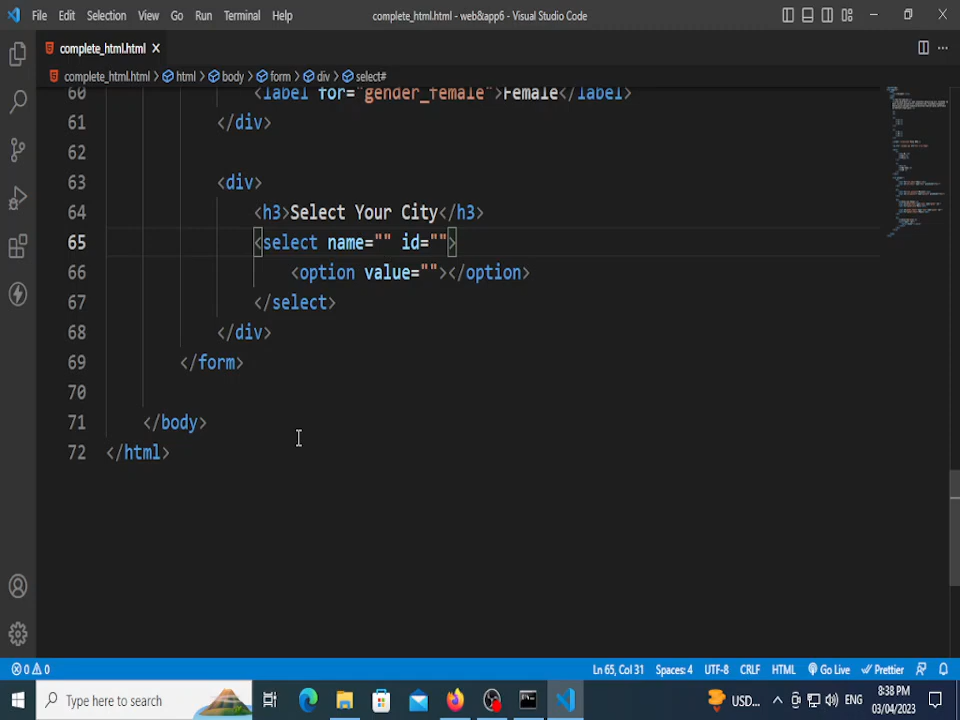 File Edit Selection View Go Run Terminal Help complete_html.html - web&app6 - Visual Studio Code
complete_html.html
complete_html.html > html > body > form > div > select#
60 <label for="gender_female">Female</label>
61 </div>
62
63 <div>
64 <h3>Select Your City</h3>
65 <select name="" id="">
66 <option value=""></option>
67 </select>
68 </div>
69 </form>
70
71 </body>
72 </html>
0 0 Ln 65, Col 31 Spaces: 4 UTF-8 CRLF HTML Go Live Prettier
Type here to search USD... ENG 8:38 PM
03/04/2023